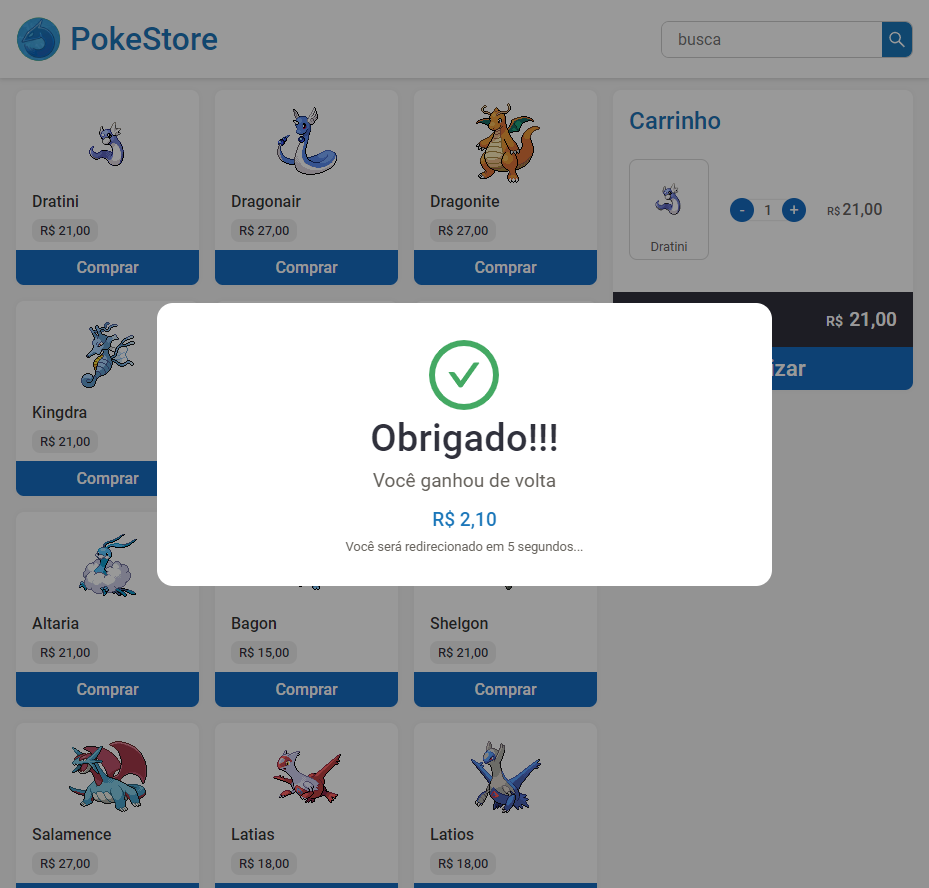 PokeStore
busca
Dratini
R$ 21,00
Comprar
Dragonair
R$ 27,00
Comprar
Dragonite
R$ 27,00
Comprar
Carrinho
Dratini
- 1 +
R$ 21,00
R$ 21,00
izar
Kingdra
R$ 21,00
Comprar
Obrigado!!!
Você ganhou de volta
R$ 2,10
Você será redirecionado em 5 segundos...
Altaria
R$ 21,00
Comprar
Bagon
R$ 15,00
Comprar
Shelgon
R$ 21,00
Comprar
Salamence
R$ 27,00
Latias
R$ 18,00
Latios
R$ 18,00